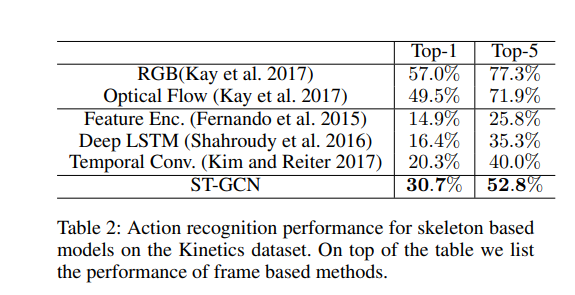 Top-1 Top-5
RGB(Kay et al. 2017) 57.0% 77.3%
Optical Flow (Kay et al. 2017) 49.5% 71.9%
Feature Enc. (Fernando et al. 2015) 14.9% 25.8%
Deep LSTM (Shahroudy et al. 2016) 16.4% 35.3%
Temporal Conv. (Kim and Reiter 2017) 20.3% 40.0%
ST-GCN 30.7% 52.8%
Table 2: Action recognition performance for skeleton based
models on the Kinetics dataset. On top of the table we list
the performance of frame based methods.